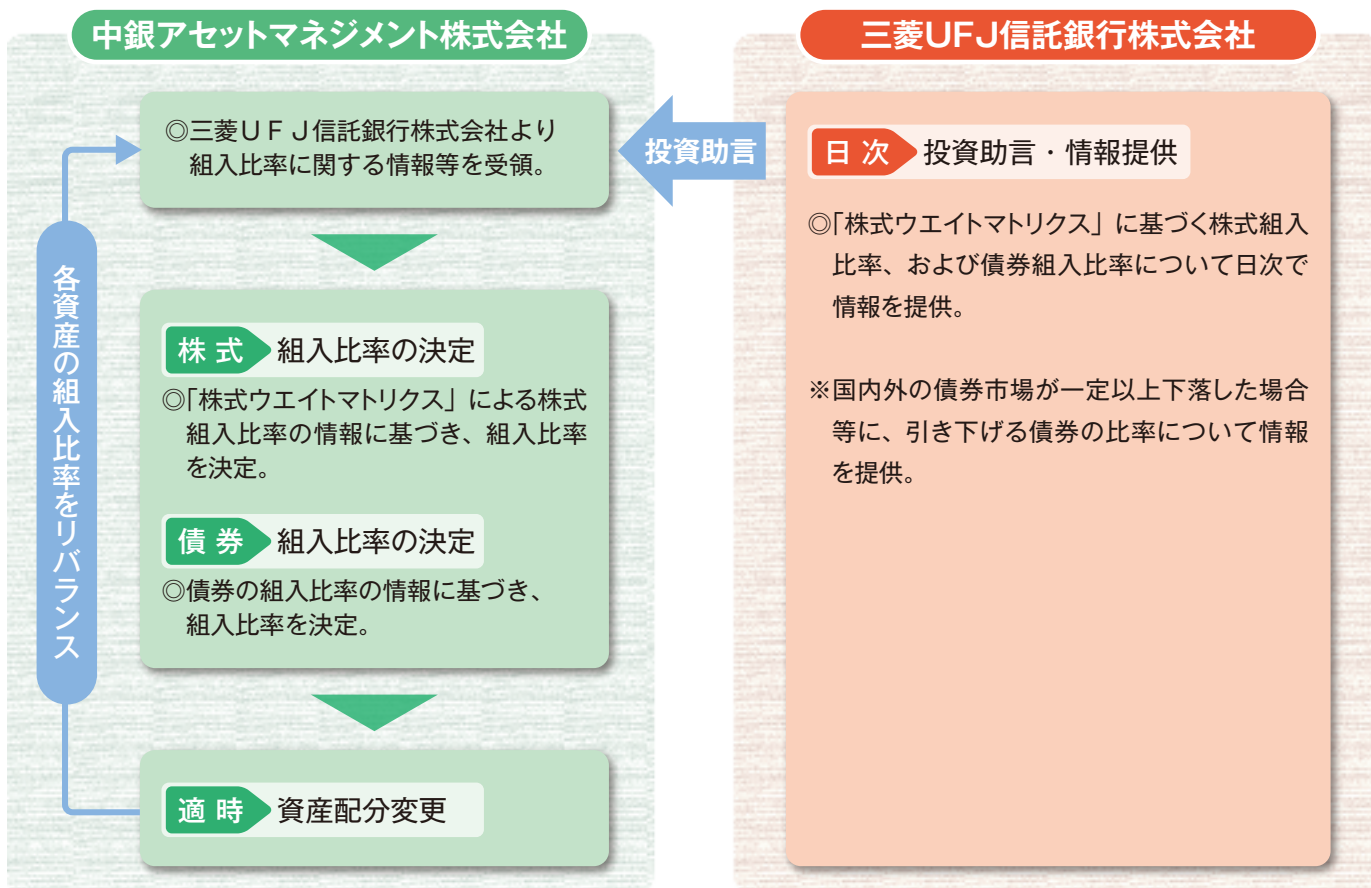 中銀アセットマネジメント株式会社
◎三菱UFJ信託銀行株式会社より
組入比率に関する情報等を受領。
株式 組入比率の決定
◎「株式ウエイトマトリクス」による株式
組入比率の情報に基づき、組入比率
を決定。
債券 組入比率の決定
◎債券の組入比率の情報に基づき、
組入比率を決定。
適時 資産配分変更
各資産の組入比率をリバランス
投資助言
三菱UFJ信託銀行株式会社
日次 投資助言・情報提供
◎「株式ウエイトマトリクス」に基づく株式組入
比率、および債券組入比率について日次で
情報を提供。
※国内外の債券市場が一定以上下落した場合
等に、引き下げる債券の比率について情報
を提供。